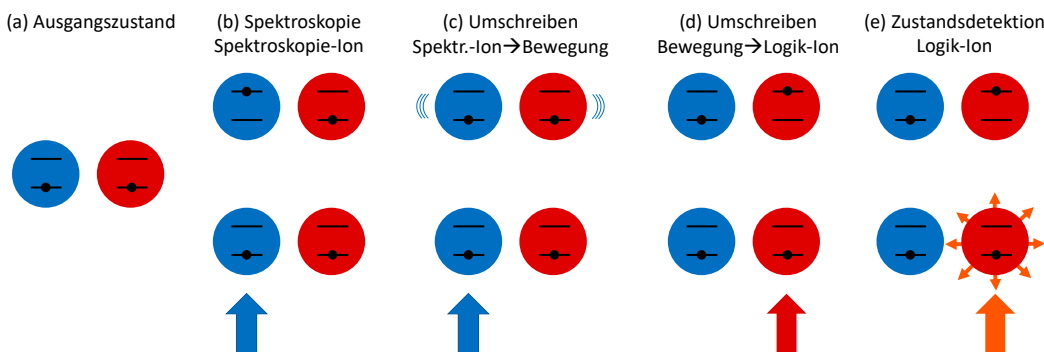 (a) Ausgangszustand
(b) Spektroskopie
Spektroskopie-Ion
(c) Umschreiben
Spektr.-Ion→Bewegung
(d) Umschreiben
Bewegung→Logik-Ion
(e) Zustandsdetektion
Logik-Ion